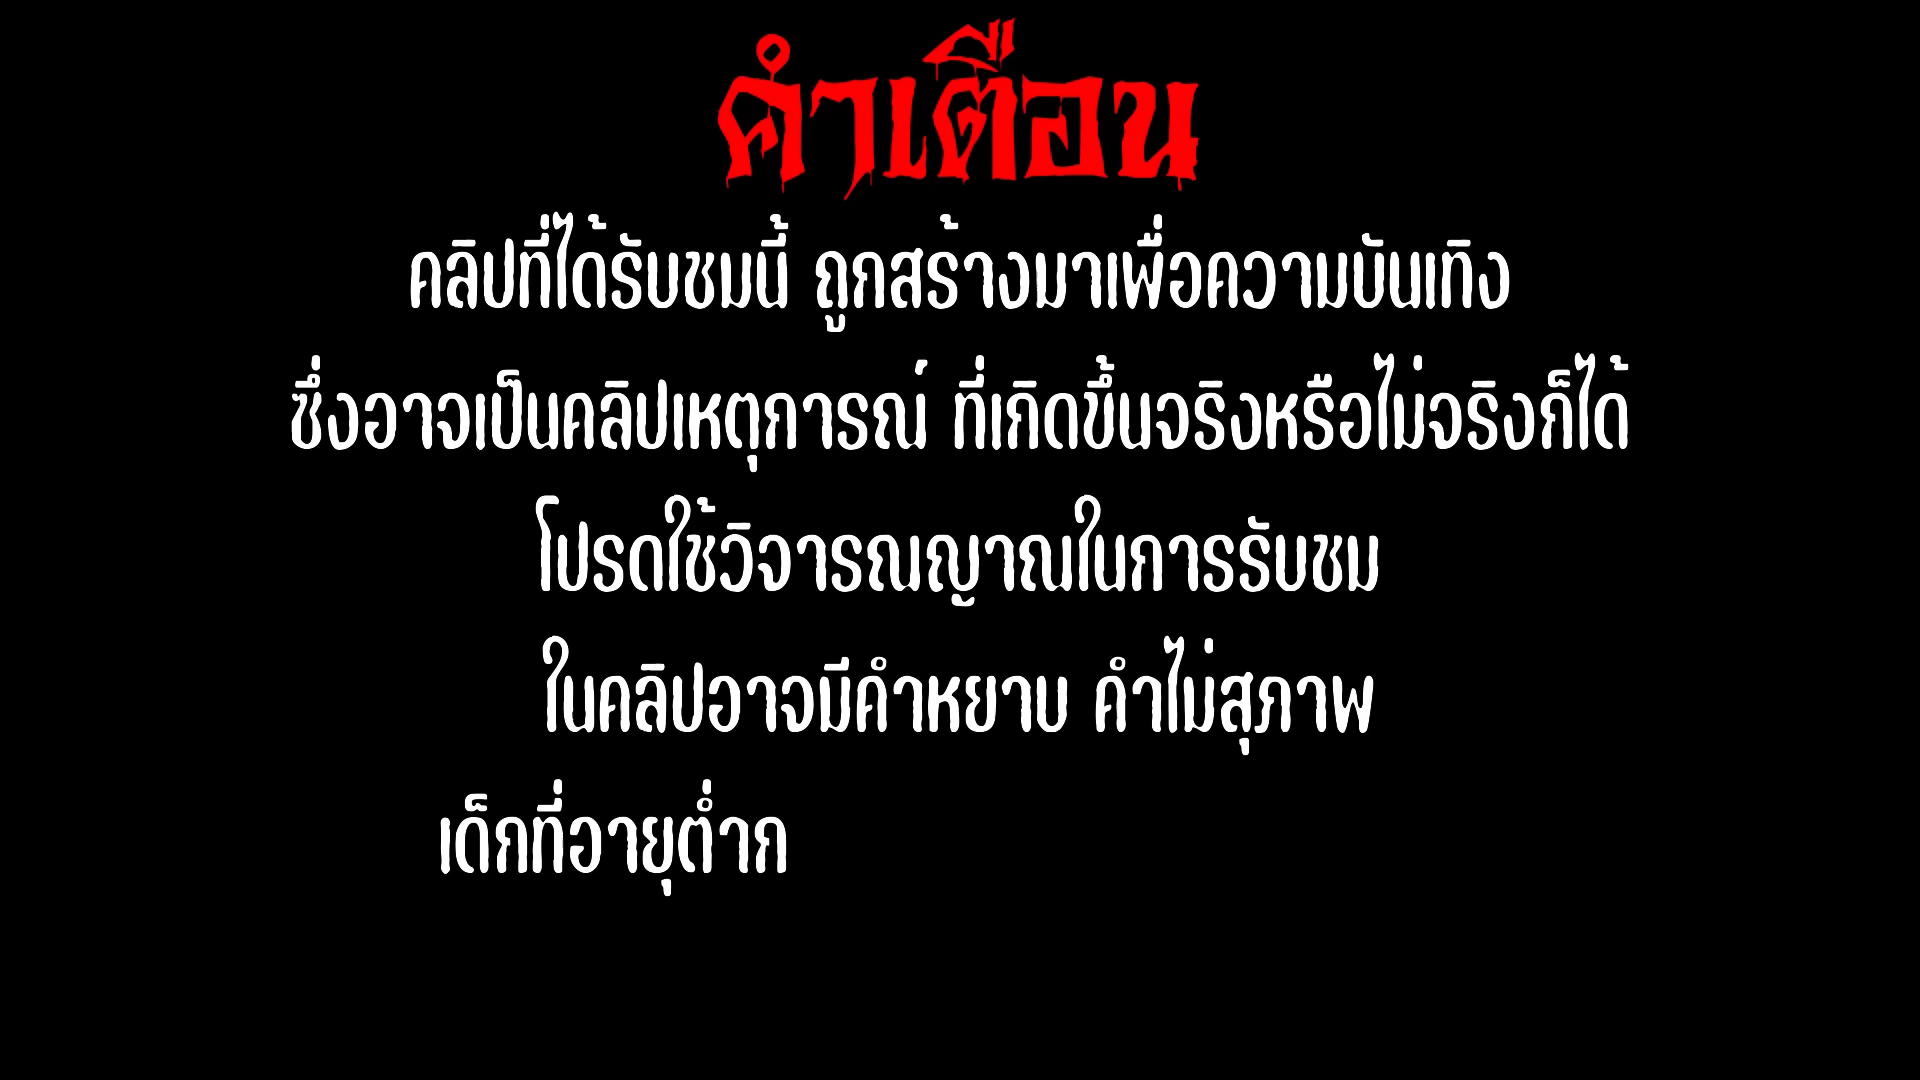 คำเตือน
คลิปที่ได้รับชมนี้ ถูกสร้างมาเพื่อความบันเทิง
ซึ่งอาจเป็นคลิปเหตุการณ์ ที่เกิดขึ้นจริงหรือไม่จริงก็ได้
โปรดใช้วิจารณญาณในการรับชม
ในคลิปอาจมีคำหยาบ คำไม่สุภาพ
เด็กที่อายุต่ำก